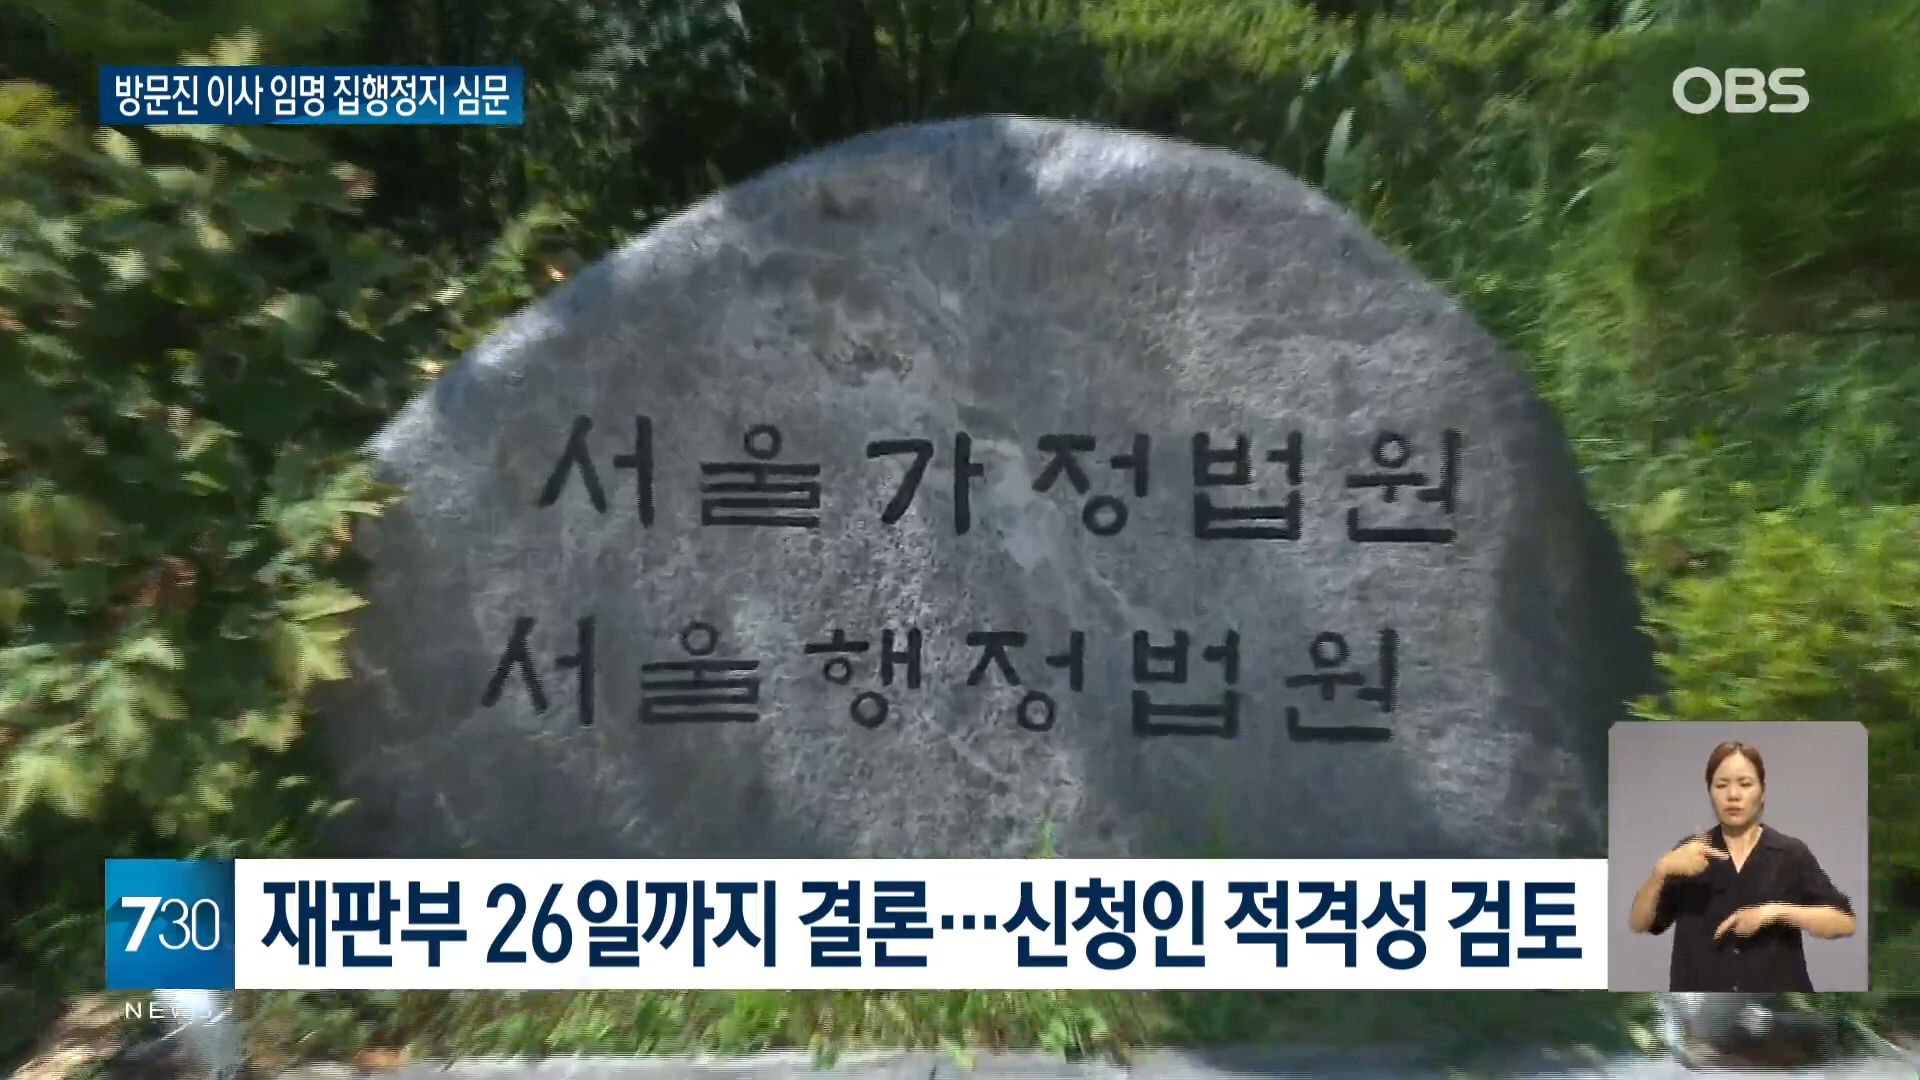 방문진 이사 임명 집행정지 심문
OBS
서울가정법원
서울행정법원
730
재판부 26일까지 결론…신청인 적격성 검토
NEWS